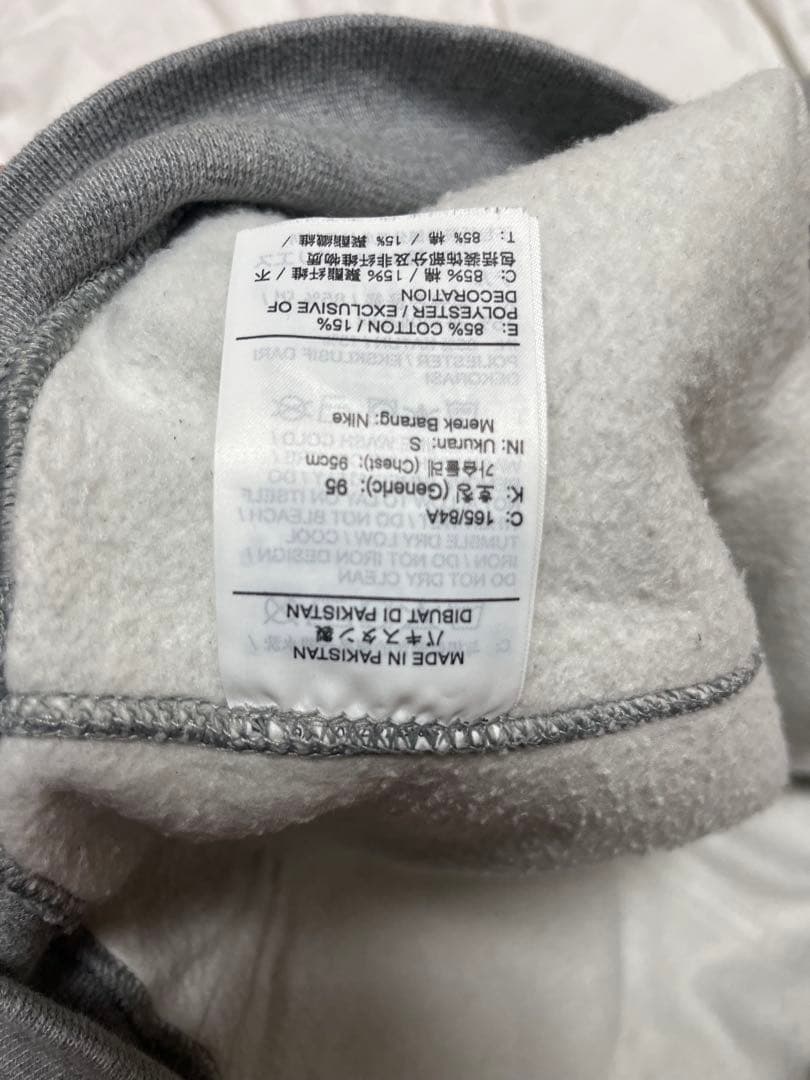 MADE IN PAKISTAN
パキスタン製
DIBUAT DI PAKISTAN
C: 165/84A
K: 호칭 (Generic): 95
가슴둘레 (Chest): 95cm
IN: Ukuran: S
Merek Barang: Nike
E: 85% COTTON / 15%
POLYESTER / EXCLUSIVE OF
DECORATION
C: 85% 棉 / 15% 聚酯纤维 / 不
包括装饰部分及非纤维物质
T: 85% 棉 / 15% 聚酯纖維 /